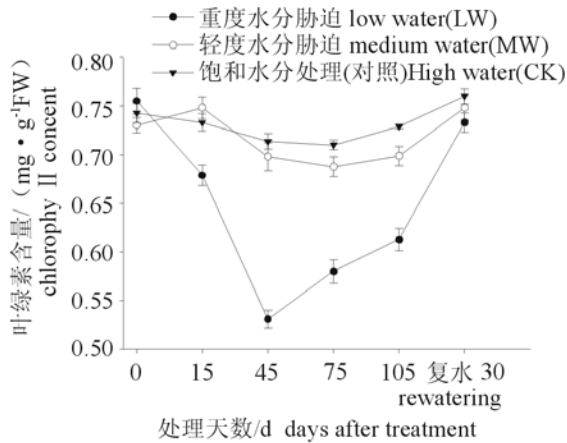 重度水分胁迫 low water(LW)
轻度水分胁迫 medium water(MW)
饱和水分处理(对照)High water(CK)
叶绿素含量/（mg·g⁻¹FW)
chlorophy II concent
0.80
0.75
0.70
0.65
0.60
0.55
0.50
0 15 45 75 105 复水 30
rewatering
处理天数/d days after treatment